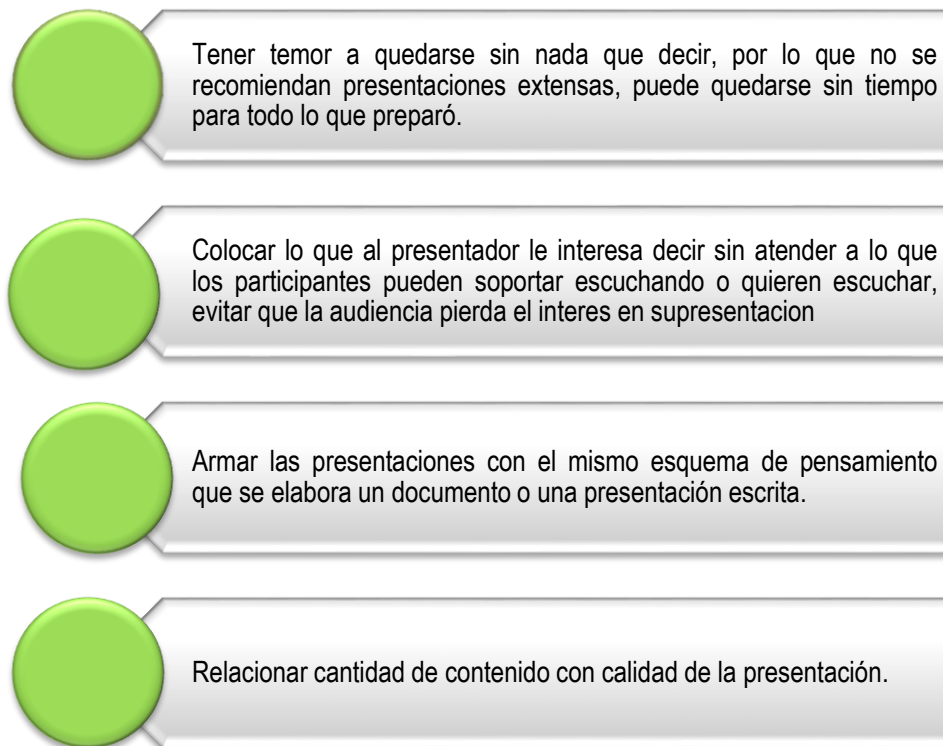 Tener temor a quedarse sin nada que decir, por lo que no se
recomiendan presentaciones extensas, puede quedarse sin tiempo
para todo lo que preparó.
Colocar lo que al presentador le interesa decir sin atender a lo que
los participantes pueden soportar escuchando o quieren escuchar,
evitar que la audiencia pierda el interes en supresentacion
Armar las presentaciones con el mismo esquema de pensamiento
que se elabora un documento o una presentación escrita.
Relacionar cantidad de contenido con calidad de la presentación.